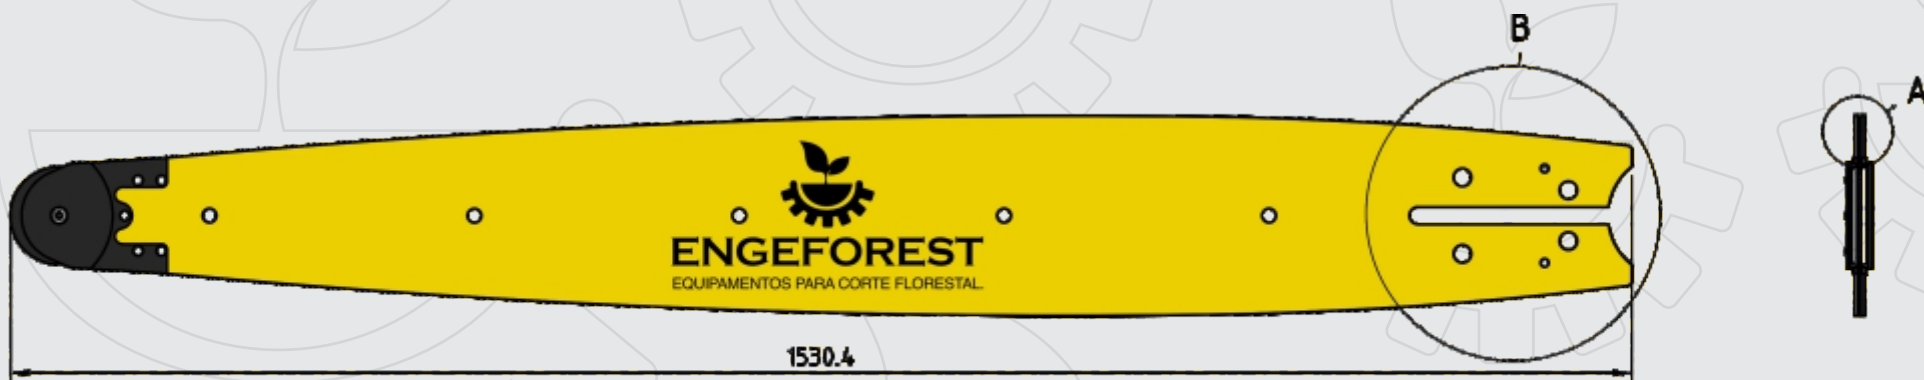 B
A
ENGEFOREST
EQUIPAMENTOS PARA CORTE FLORESTAL.
1530.4